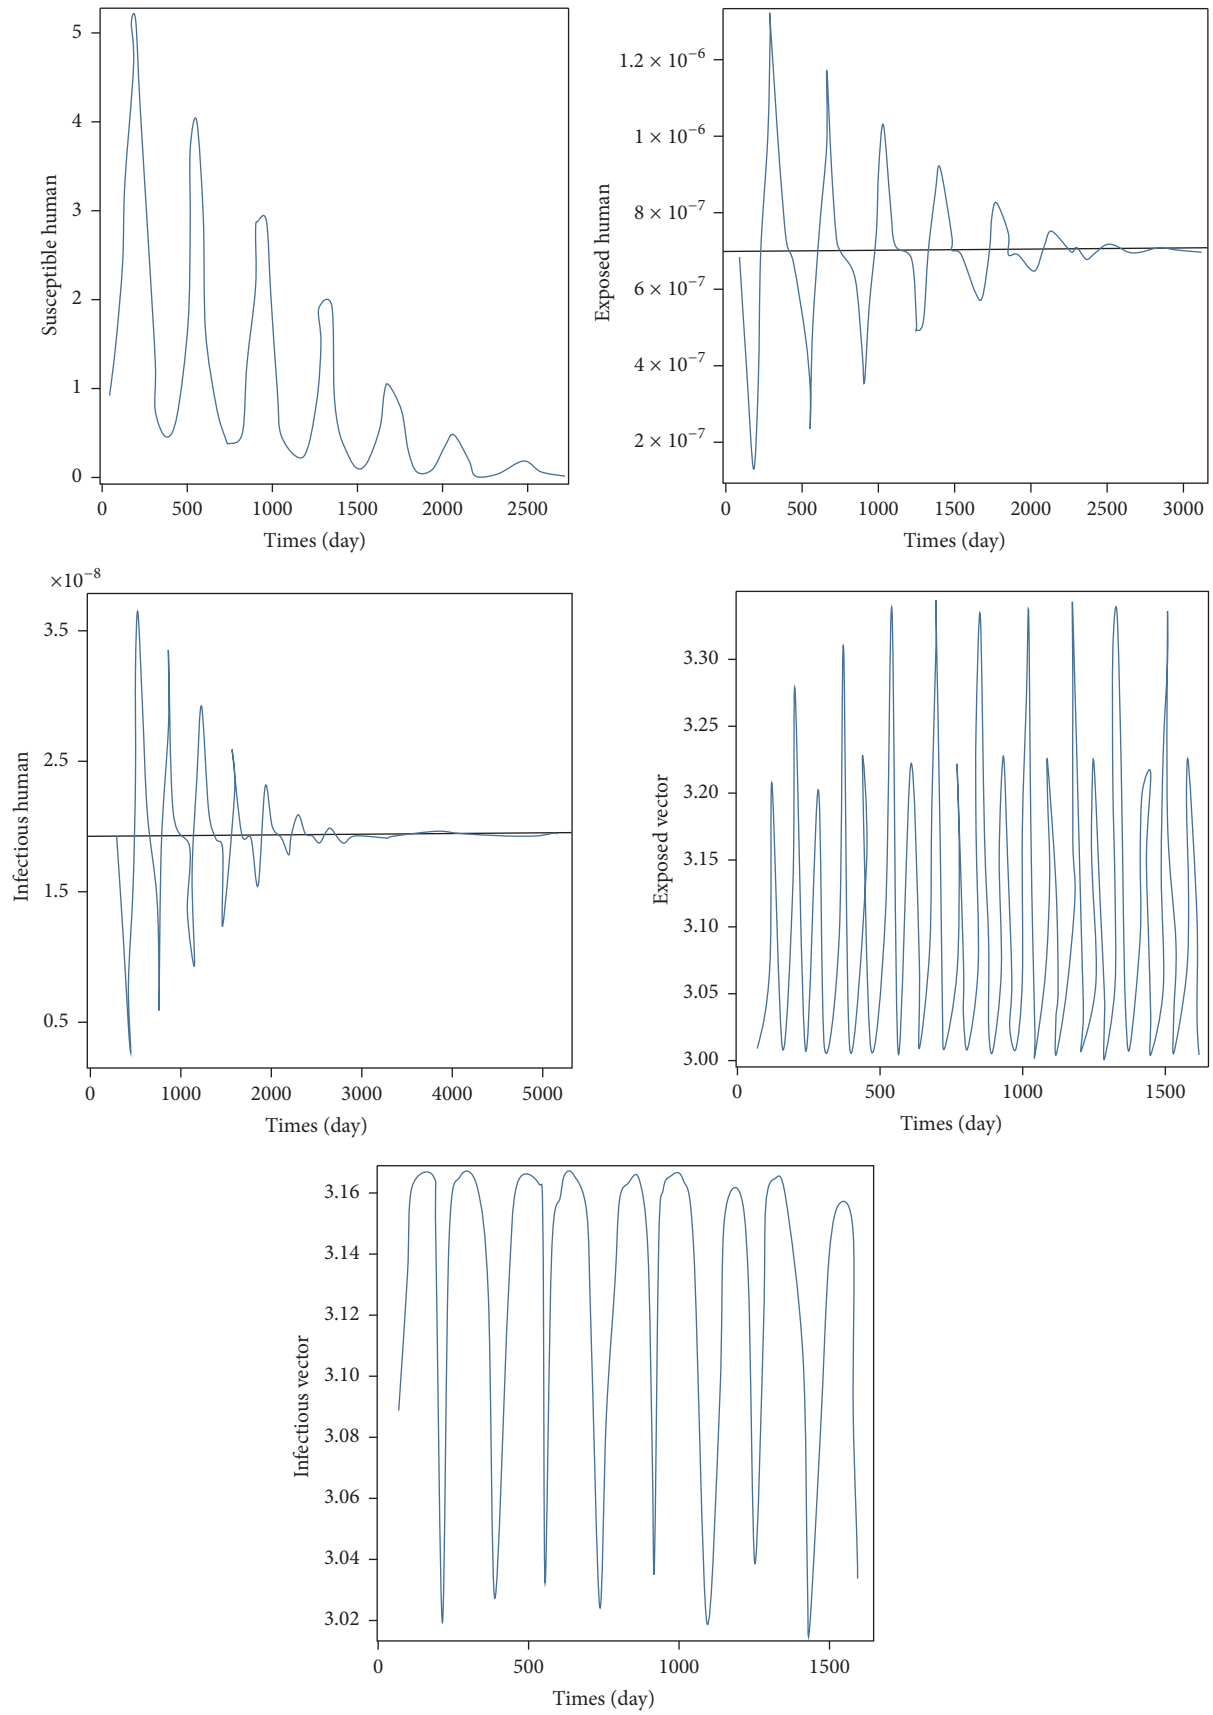 5
4
3
2
1
0
Susceptible human
0 500 1000 1500 2000 2500
Times (day)
1.2 × 10⁻⁶
1 × 10⁻⁶
8 × 10⁻⁷
6 × 10⁻⁷
4 × 10⁻⁷
2 × 10⁻⁷
Exposed human
0 500 1000 1500 2000 2500 3000
Times (day)
×10⁻⁸
3.5
2.5
1.5
0.5
Infectious human
0 1000 2000 3000 4000 5000
Times (day)
3.30
3.25
3.20
3.15
3.10
3.05
3.00
Exposed vector
0 500 1000 1500
Times (day)
3.16
3.14
3.12
3.10
3.08
3.06
3.04
3.02
Infectious vector
0 500 1000 1500
Times (day)